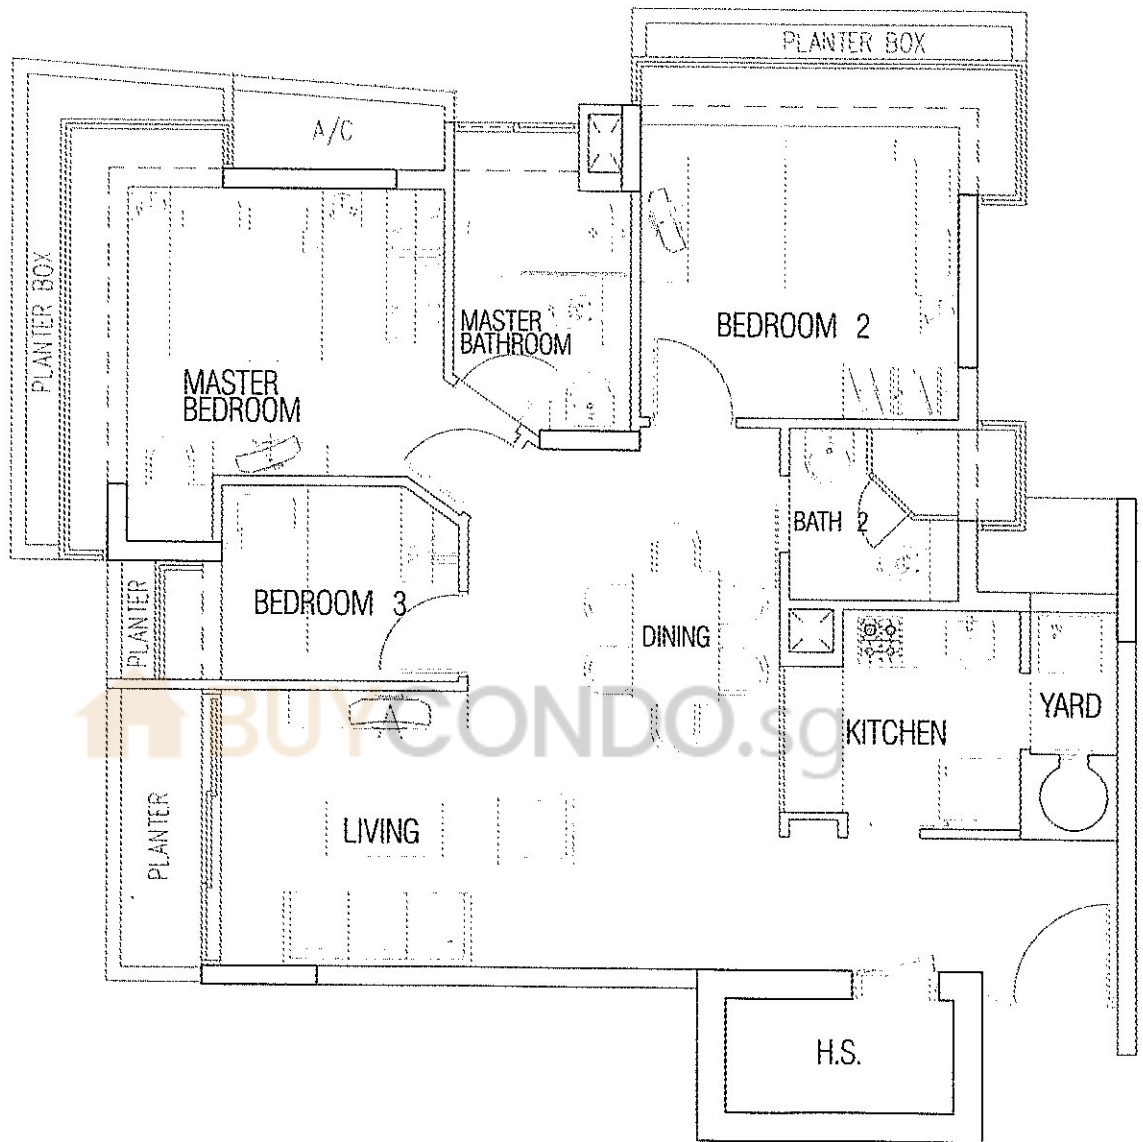 PLANTER BOX
A/C
PLANTER BOX
MASTER
BATHROOM
BEDROOM 2
MASTER
BEDROOM
BATH 2
BEDROOM 3
PLANTER
DINING
BUYCONDO.sg
YARD
KITCHEN
PLANTER
LIVING
H.S.